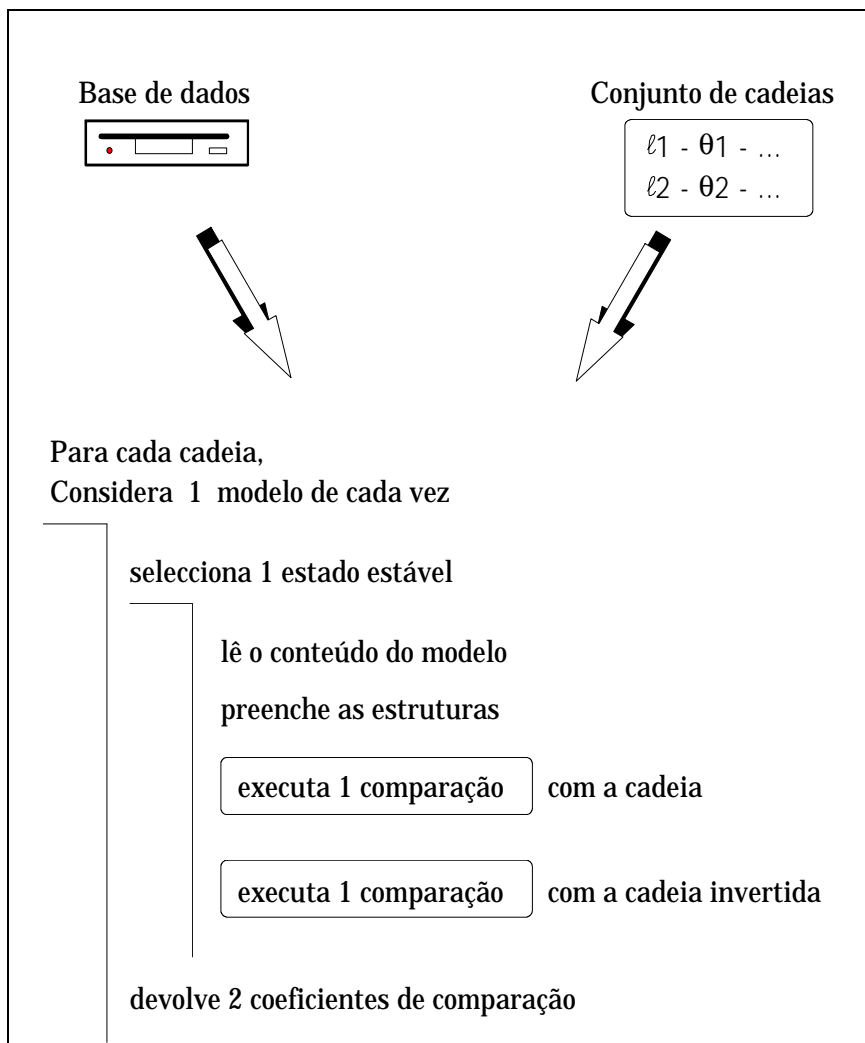 Base de dados
Conjunto de cadeias
ℓ1 - θ1 - ...
ℓ2 - θ2 - ...
Para cada cadeia,
Considera 1 modelo de cada vez
selecciona 1 estado estável
lê o conteúdo do modelo
preenche as estruturas
executa 1 comparação com a cadeia
executa 1 comparação com a cadeia invertida
devolve 2 coeficientes de comparação